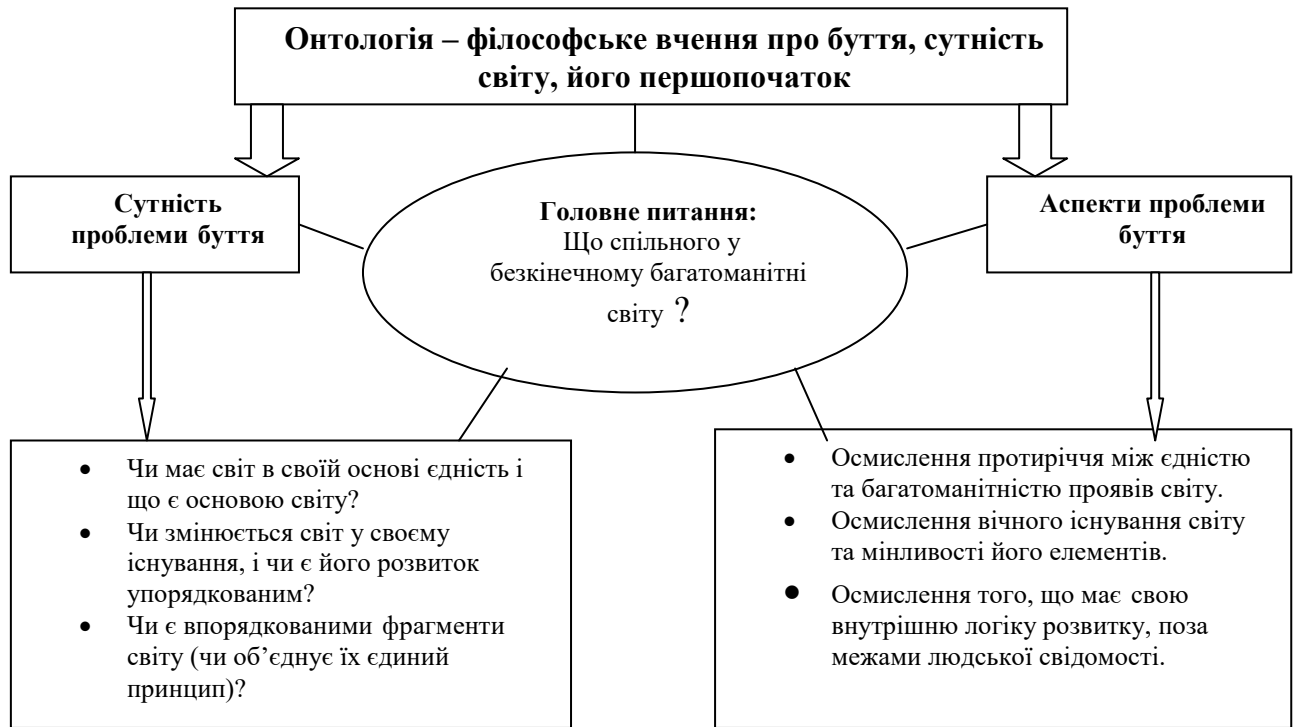 Онтологія – філософське вчення про буття, сутність
світу, його першопочаток
Сутність
проблеми буття
Головне питання:
Що спільного у
безкінечному багатоманітні
світу ?
Аспекти проблеми
буття
• Чи має світ в своїй основі єдність і
що є основою світу?
• Чи змінюється світ у своєму
існування, і чи є його розвиток
упорядкованим?
• Чи є впорядкованими фрагменти
світу (чи об’єднує їх єдиний
принцип)?
• Осмислення протиріччя між єдністю
та багатоманітністю проявів світу.
• Осмислення вічного існування світу
та мінливості його елементів.
• Осмислення того, що має свою
внутрішню логіку розвитку, поза
межами людської свідомості.